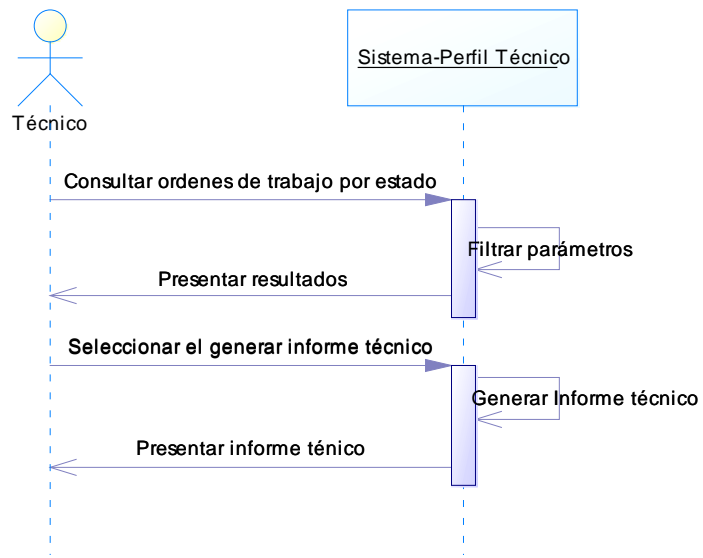 Sistema-Perfil Técnico
Técnico
Consultar ordenes de trabajo por estado
Filtrar parámetros
Presentar resultados
Seleccionar el generar informe técnico
Generar Informe técnico
Presentar informe ténico